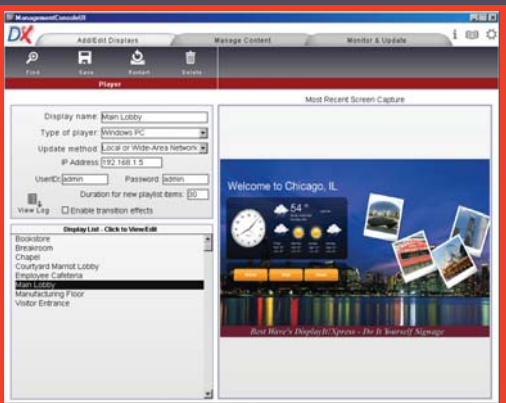 ManagementConsoleUI
DX
Add/Edit Displays
Manage Content
Monitor & Update
Find
Save
Restart
Delete
Player
Most Recent Screen Capture
Display name: Main Lobby
Type of player: Windows PC
Update method: Local or Wide-Area Network
IP Address: 192.168.1.5
UserID: admin Password: admin
Duration for new playlist items: 30
View Log
Enable transition effects
Display List - Click to View/Edit
Bookstore
Breakroom
Chapel
Courtyard Marriot Lobby
Employee Cafeteria
Main Lobby
Manufacturing Floor
Visitor Entrance
Welcome to Chicago, IL
54 °
Best Wave's DisplayIt!Xpress - Do It Yourself Signage